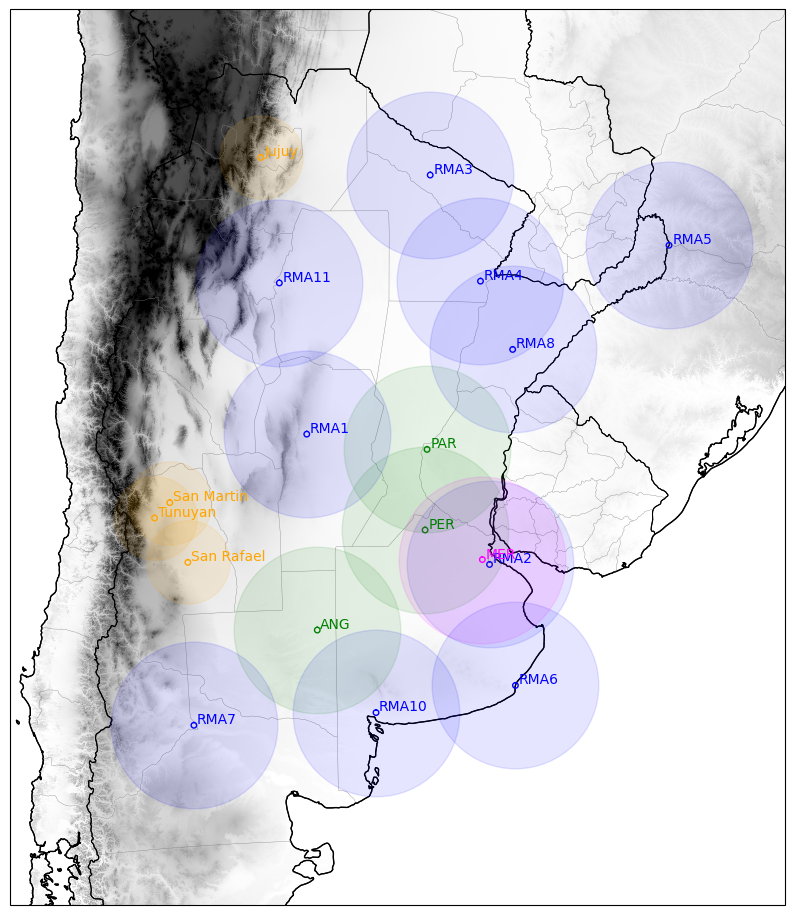 Jujuy
RMA3
RMA5
RMA11
RMA4
RMA8
RMA1
PAR
San Martin
Tunuyan
PER
San Rafael
RMA2
ANG
RMA6
RMA10
RMA7